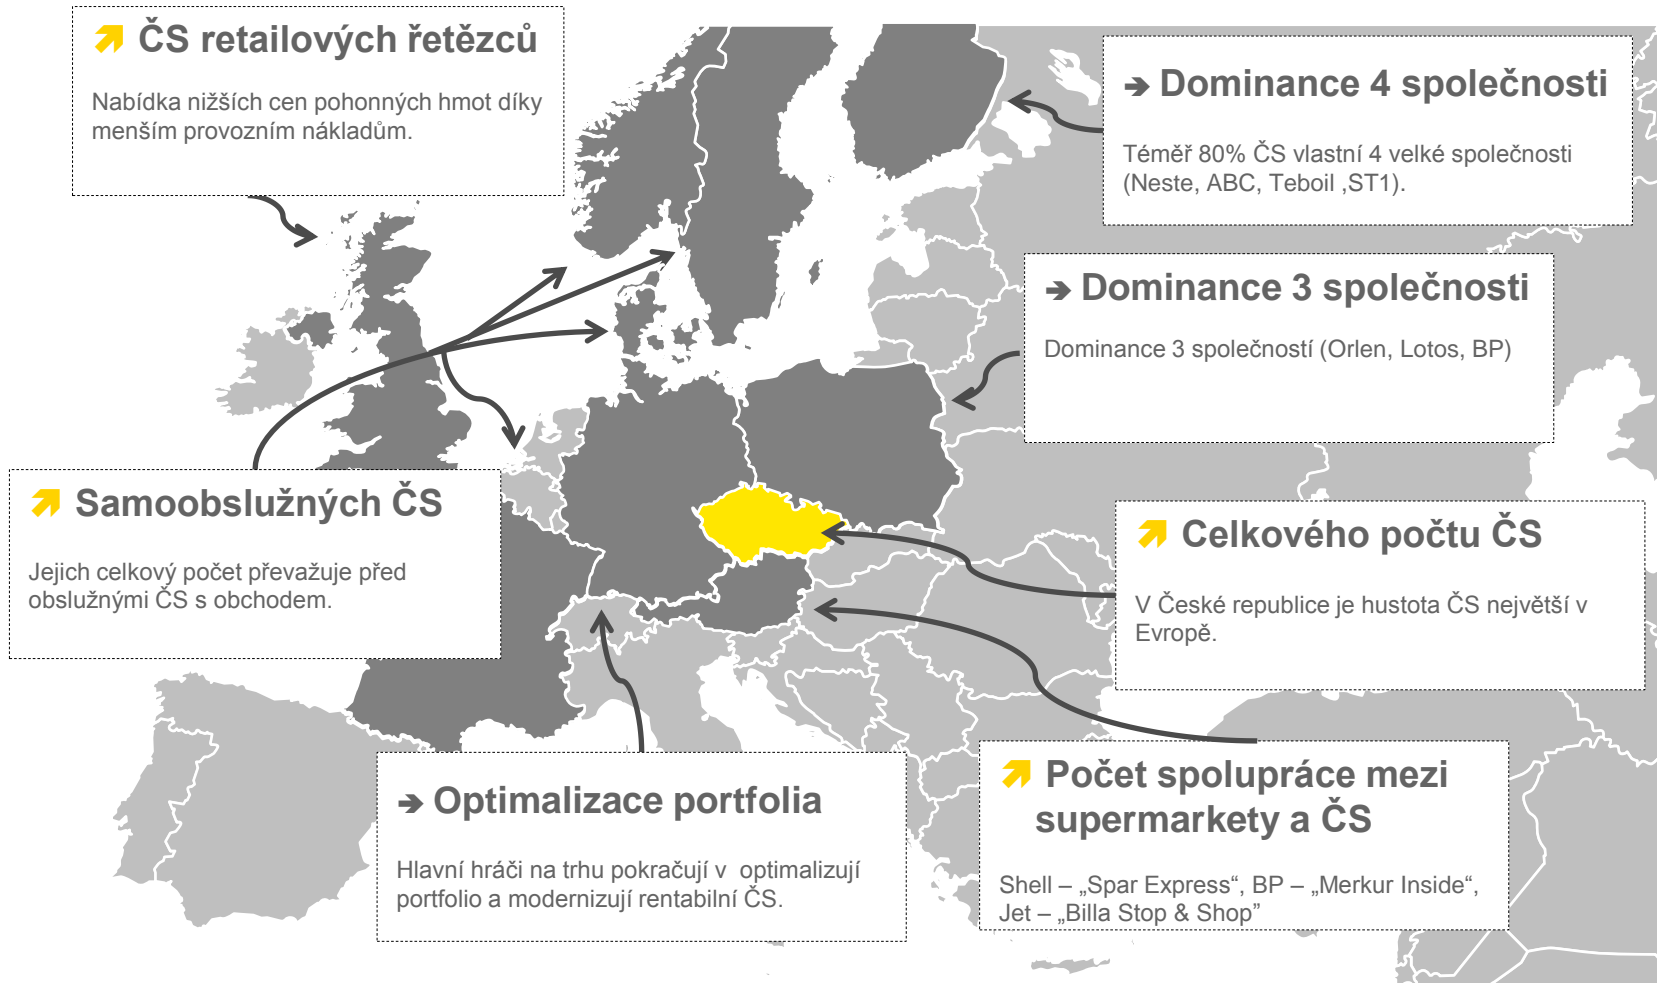 ČS retailových řetězců
Nabídka nižších cen pohonných hmot díky
menším provozním nákladům.
Dominance 4 společnosti
Téměř 80% ČS vlastní 4 velké společnosti
(Neste, ABC, Teboil ,ST1).
Dominance 3 společnosti
Dominance 3 společností (Orlen, Lotos, BP)
Samoobslužných ČS
Jejich celkový počet převažuje před
obslužnými ČS s obchodem.
Celkového počtu ČS
V České republice je hustota ČS největší v
Evropě.
Optimalizace portfolia
Hlavní hráči na trhu pokračují v  optimalizují
portfolio a modernizují rentabilní ČS.
Počet spolupráce mezi
supermarkety a ČS
Shell – „Spar Express“, BP – „Merkur Inside“,
Jet – „Billa Stop & Shop”